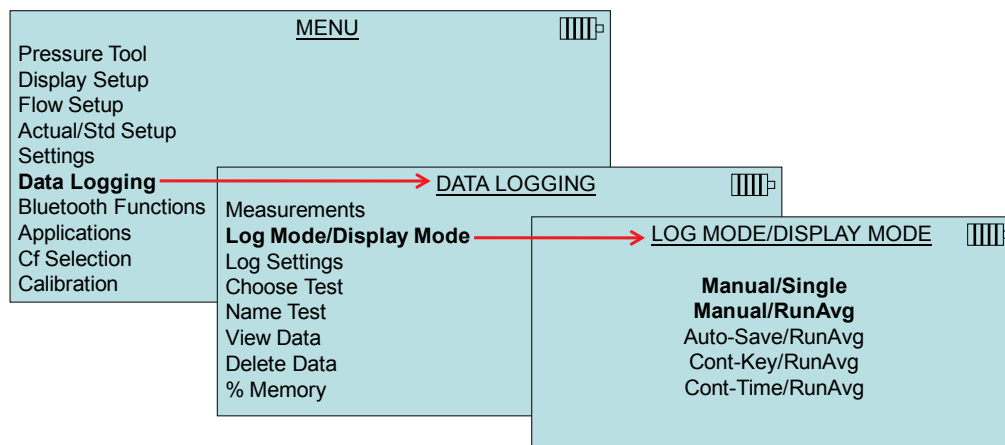 MENU
Pressure Tool
Display Setup
Flow Setup
Actual/Std Setup
Settings
Data Logging
Bluetooth Functions
Applications
Cf Selection
Calibration
DATA LOGGING
Measurements
Log Mode/Display Mode
Log Settings
Choose Test
Name Test
View Data
Delete Data
% Memory
LOG MODE/DISPLAY MODE
Manual/Single
Manual/RunAvg
Auto-Save/RunAvg
Cont-Key/RunAvg
Cont-Time/RunAvg